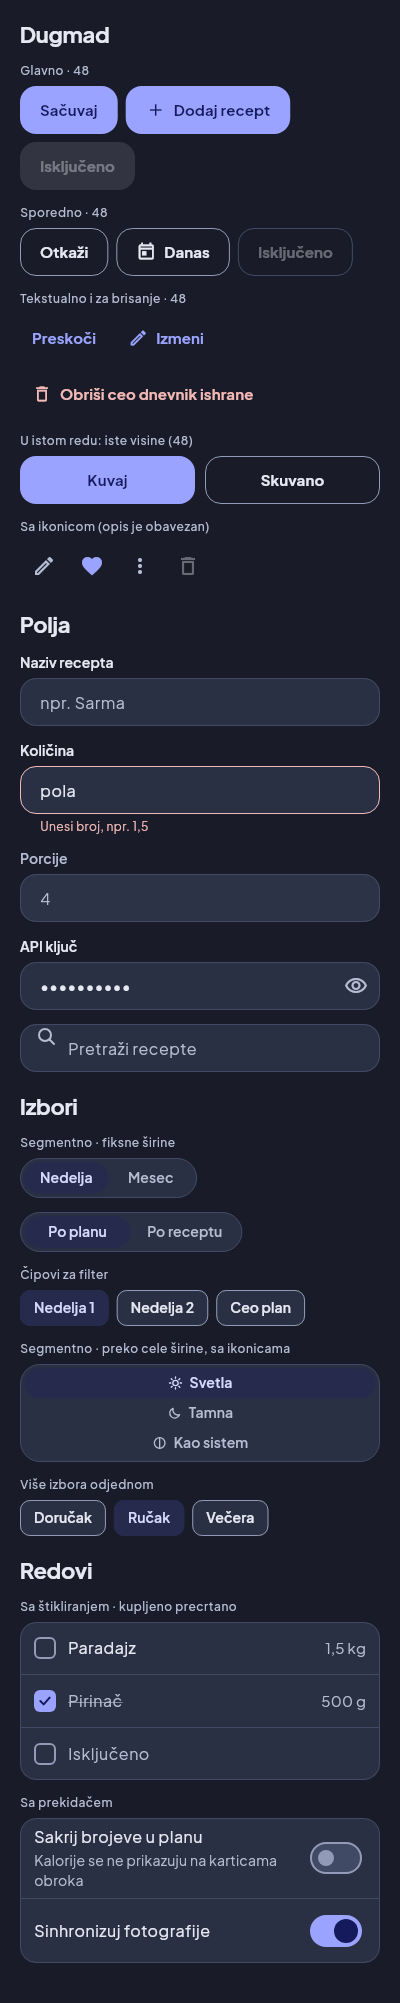 Dugmad
Glavno · 48
Sačuvaj
Dodaj recept
Isključeno
Sporedno · 48
Otkaži
Danas
Isključeno
Tekstualno i za brisanje · 48
Preskoči
Izmeni
Obriši ceo dnevnik ishrane
U istom redu: iste visine (48)
Kuvaj
Skuvano
Sa ikonicom (opis je obavezan)
Polja
Naziv recepta
npr. Sarma
Količina
pola
Unesi broj, npr. 1,5
Porcije
4
API ključ
••••••••••
Pretraži recepte
Izbori
Segmentno · fiksne širine
Nedelja
Mesec
Po planu
Po receptu
Čipovi za filter
Nedelja 1
Nedelja 2
Ceo plan
Segmentno · preko cele širine, sa ikonicama
Svetla
Tamna
Kao sistem
Više izbora odjednom
Doručak
Ručak
Večera
Redovi
Sa štikliranjem · kupljeno precrtano
Paradajz
1,5 kg
Pirinač
500 g
Isključeno
Sa prekidačem
Sakrij brojeve u planu
Kalorije se ne prikazuju na karticama
obroka
Sinhronizuj fotografije